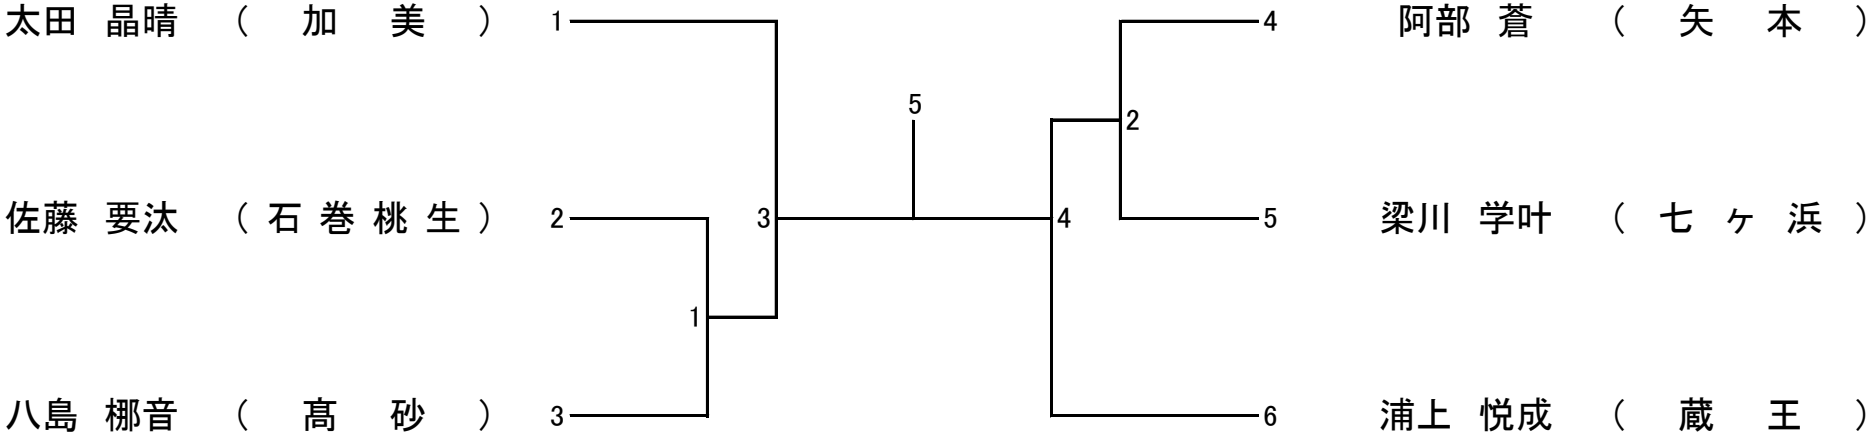 太田 晶晴 （ 加 美 ） 1
4 阿部 蒼 （ 矢 本 ）
5
2
佐藤 要汰 （ 石 巻 桃 生 ） 2
3
4
5 梁川 学叶 （ 七 ヶ 浜 ）
1
八島 梛音 （ 髙 砂 ） 3
6 浦上 悦成 （ 蔵 王 ）